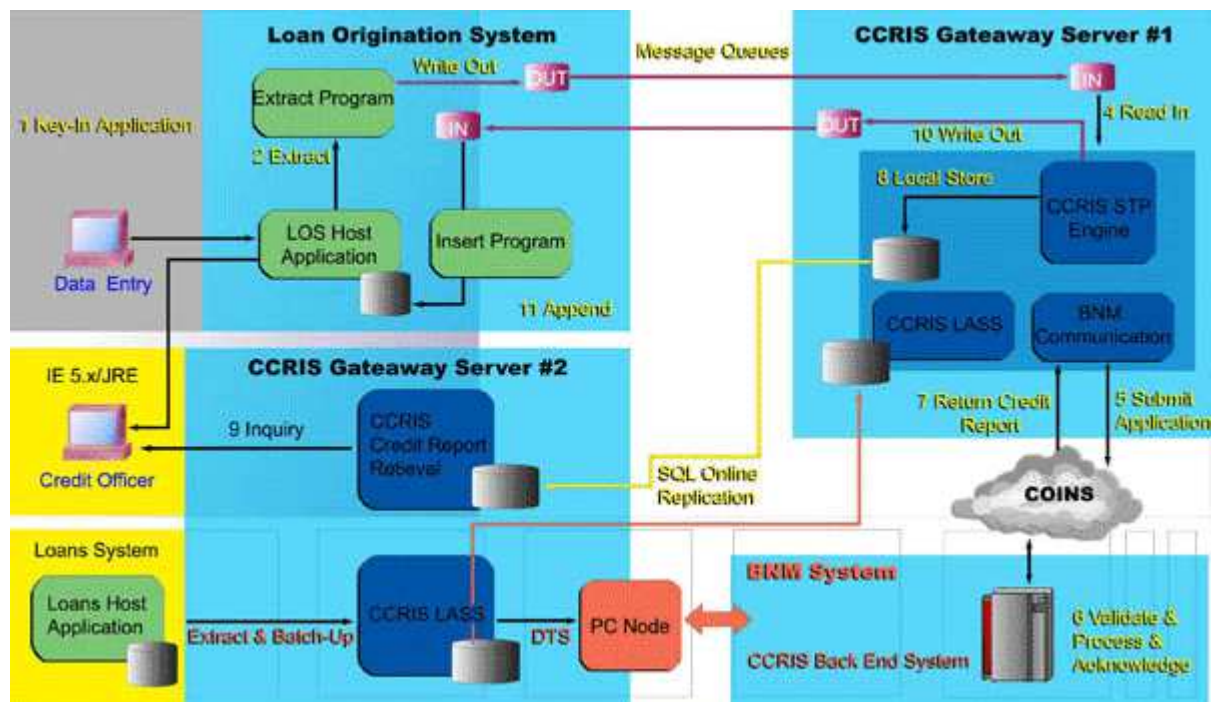 Loan Origination System
CCRIS Gateaway Server #1
Write Out
OUT
Message Queues
IN
Extract Program
1 Key-In Application
IN
OUT
4 Read In
10 Write Out
2 Extract
8 Local Store
CCRIS STP
Engine
LOS Host
Application
Insert Program
Data Entry
11 Append
CCRIS LASS
BNM
Communication
IE 5.x/JRE
CCRIS Gateaway Server #2
9 Inquiry
CCRIS
Credit Report
Retieval
7 Return Credit
Report
5 Submit
Application
Credit Officer
SQL Online
Replication
COINS
Loans System
Loans Host
Application
Extract & Batch-Up
CCRIS LASS
DTS
PC Node
BNM System
CCRIS Back End System
6 Validate &
Process &
Acknowledge